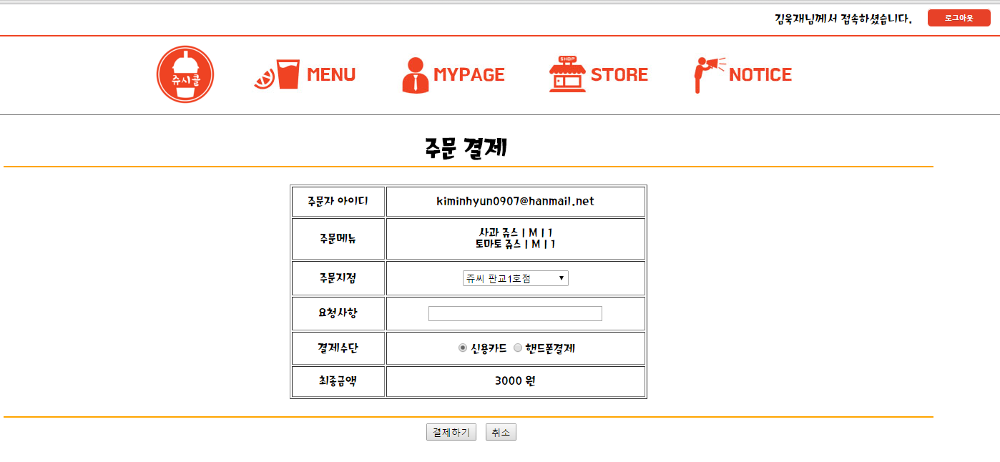 김욱재님께서 접속하셨습니다.
로그아웃
쥬시쿨
MENU
MYPAGE
SHOP
STORE
NOTICE
주문 결제
주문자 아이디
kiminhyun0907@hanmail.net
주문메뉴
사과 쥬스 | M | 1
토마토 쥬스 | M | 1
주문지점
쥬씨 판교1호점
요청사항
결제수단
신용카드 핸드폰결제
최종금액
3000 원
결제하기 취소